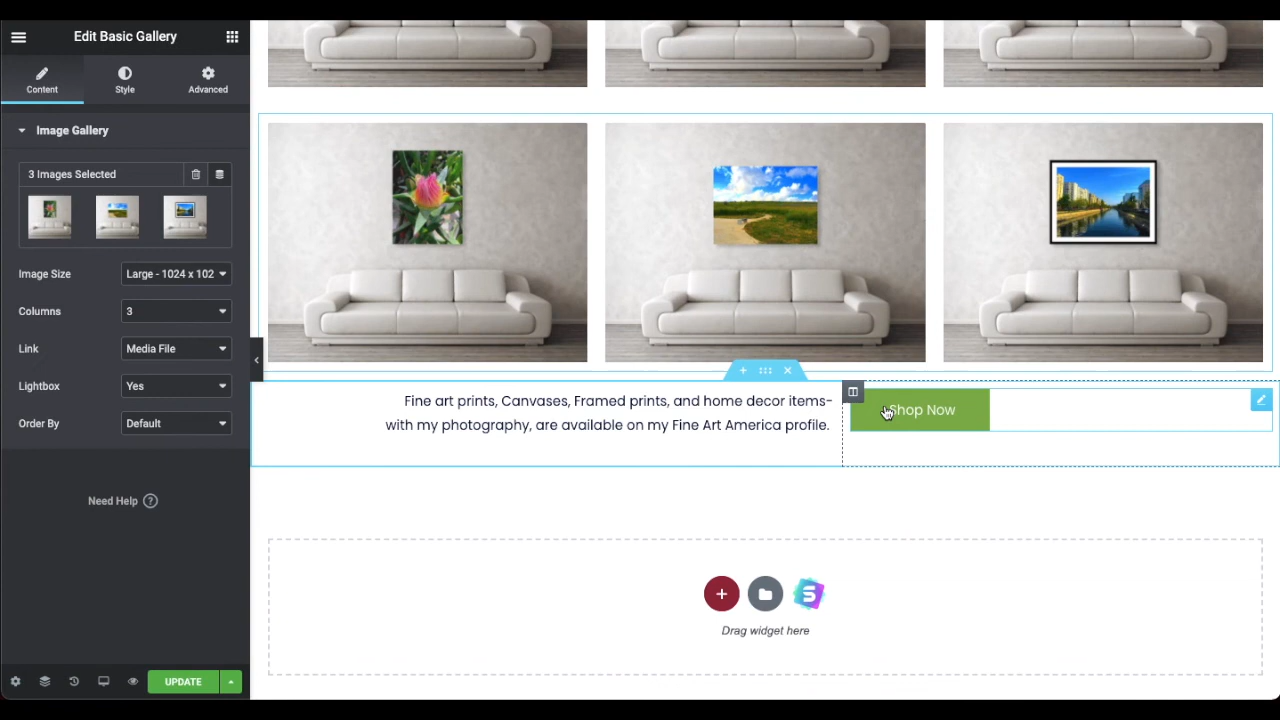 Edit Basic Gallery
Content
Style
Advanced
Image Gallery
3 Images Selected
Image Size
Large - 1024 x 102
Columns
3
Link
Media File
Lightbox
Yes
Order By
Default
Need Help ?
UPDATE
Fine art prints, Canvases, Framed prints, and home decor items-
with my photography, are available on my Fine Art America profile.
Shop Now
S
Drag widget here